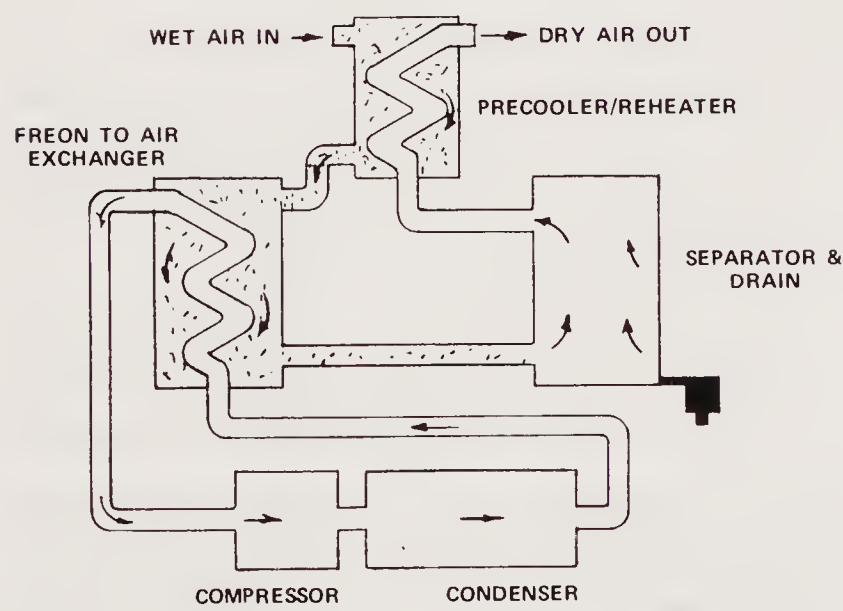 WET AIR IN
DRY AIR OUT
PRECOOLER/REHEATER
FREON TO AIR
EXCHANGER
SEPARATOR &
DRAIN
COMPRESSOR
CONDENSER